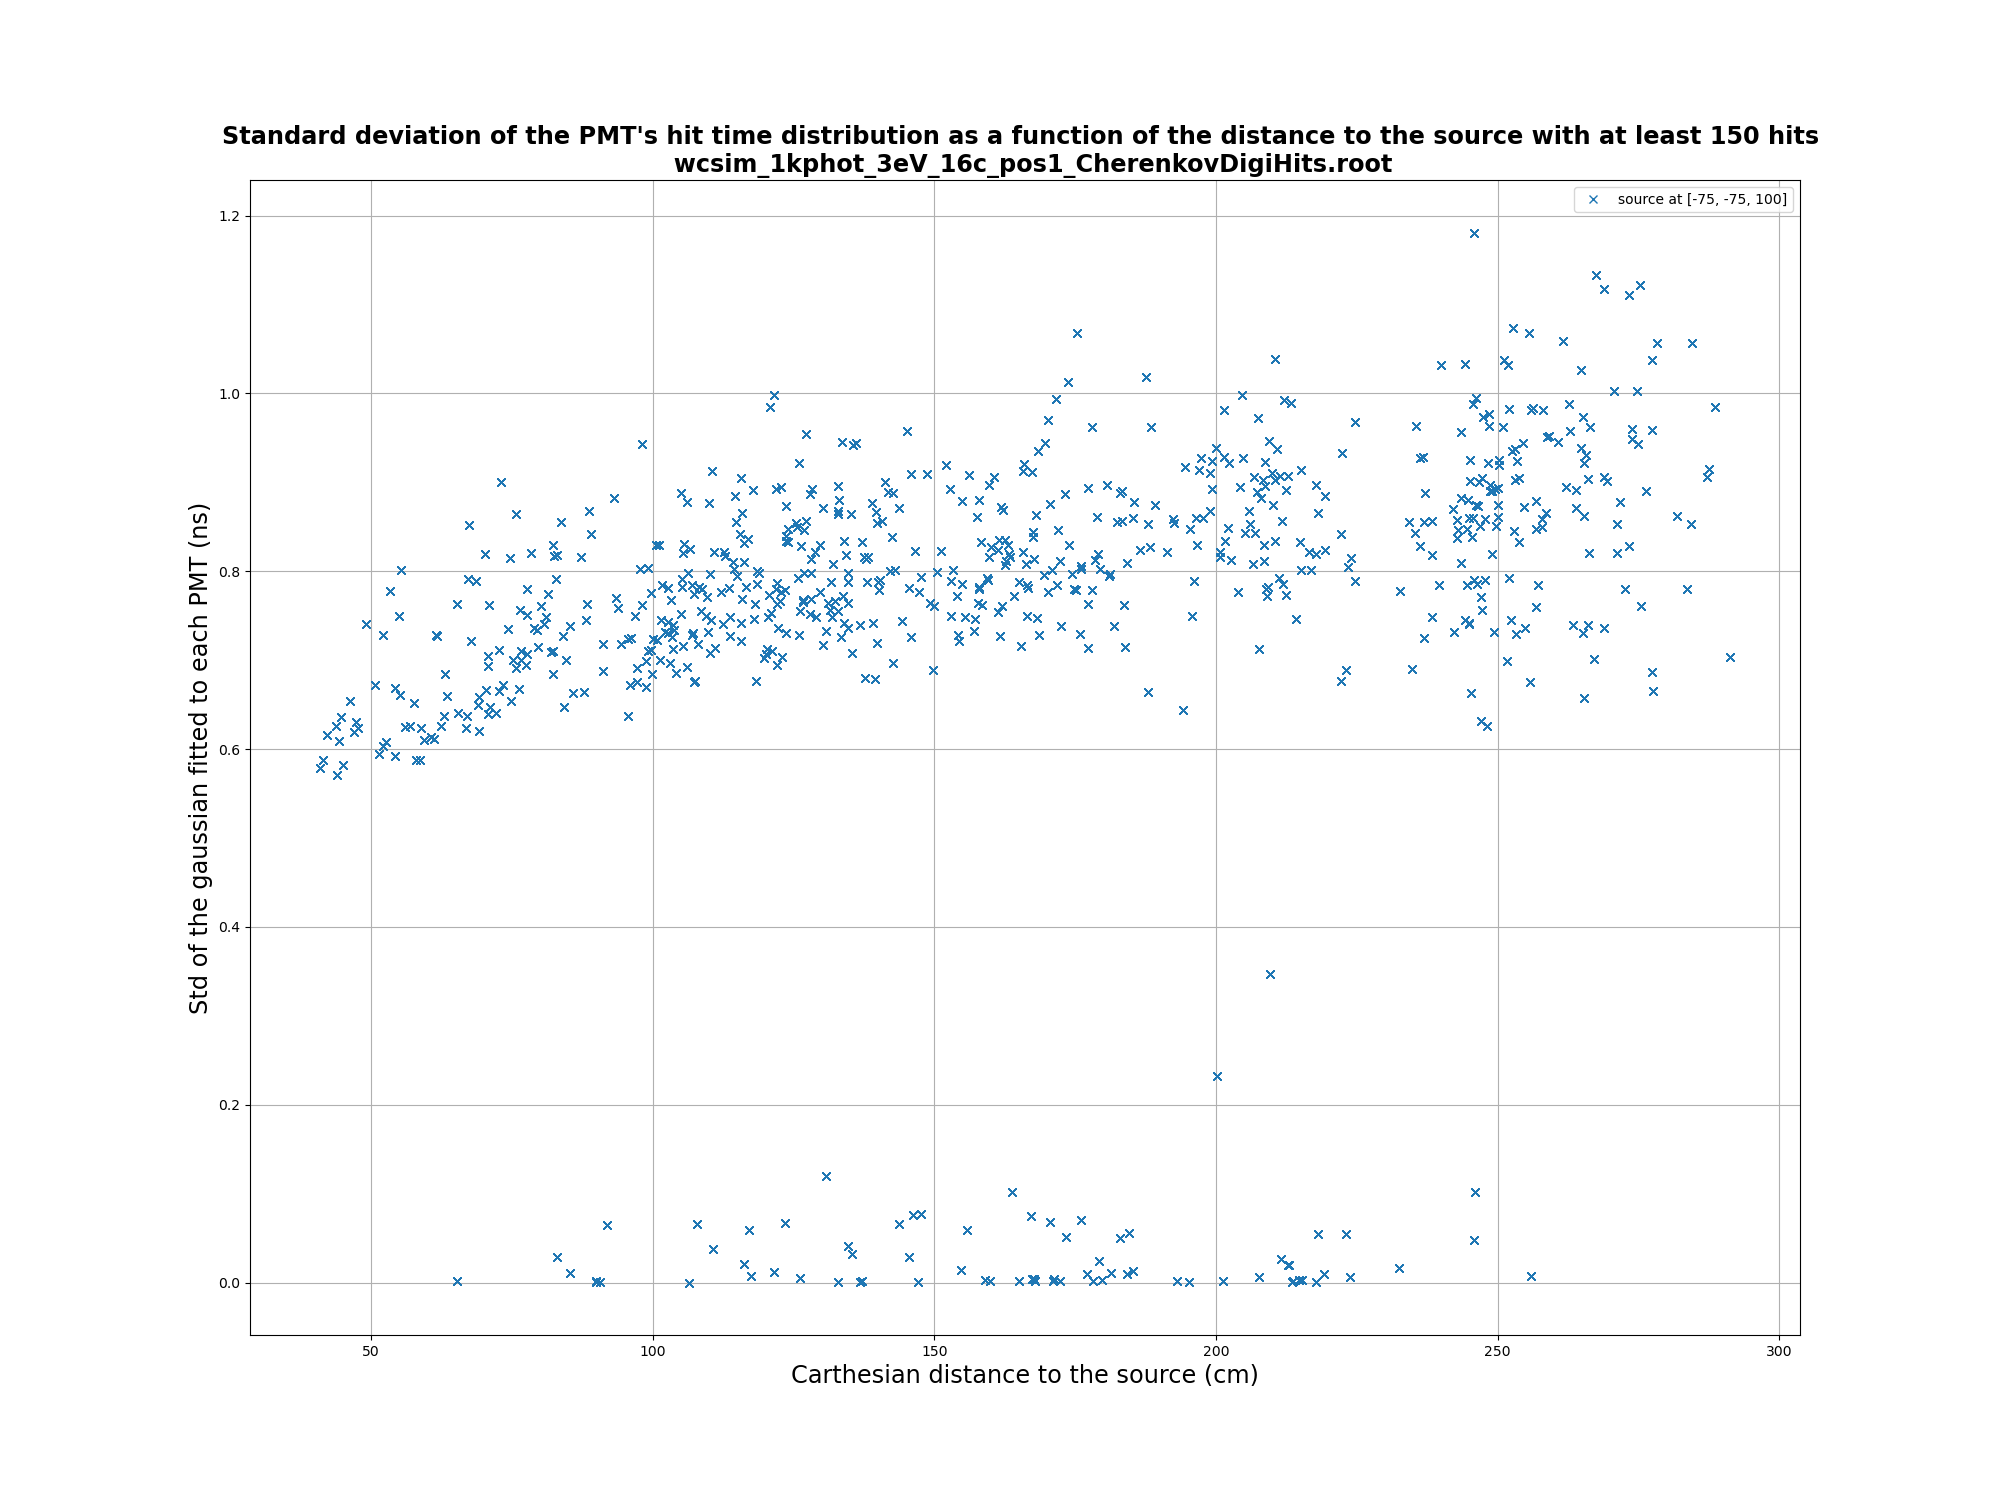 Standard deviation of the PMT's hit time distribution as a function of the distance to the source with at least 150 hits
wcsim_1kphot_3eV_16c_pos1_CherenkovDigiHits.root
source at [-75, -75, 100]
Std of the gaussian fitted to each PMT (ns)
1.2
1.0
0.8
0.6
0.4
0.2
0.0
50 100 150 200 250 300
Carthesian distance to the source (cm)